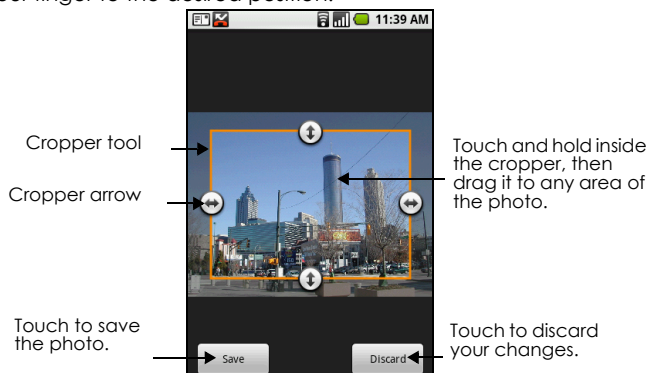 our finger to the desired position.
11:39 AM
Cropper tool
Cropper arrow
Touch and hold inside
the cropper, then
drag it to any area of
the photo.
Touch to save
the photo.
Save
Discard
Touch to discard
your changes.